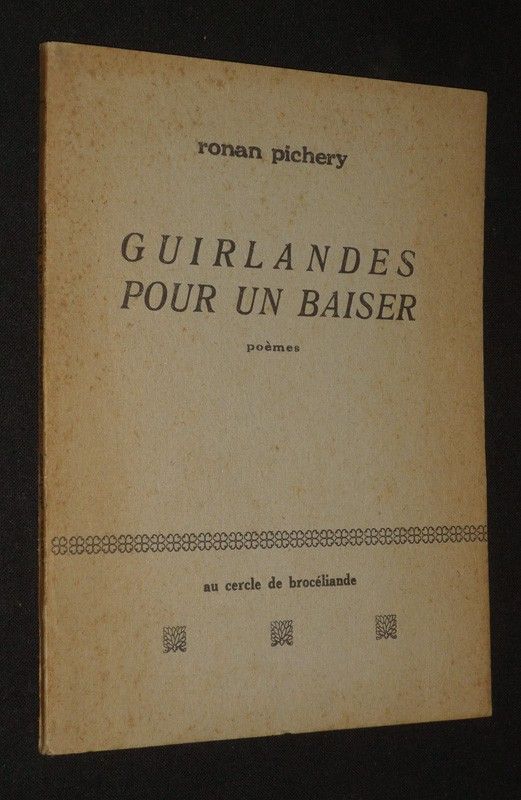 ronan pichery
GUIRLANDES
POUR UN BAISER
poèmes
au cercle de brocéliande